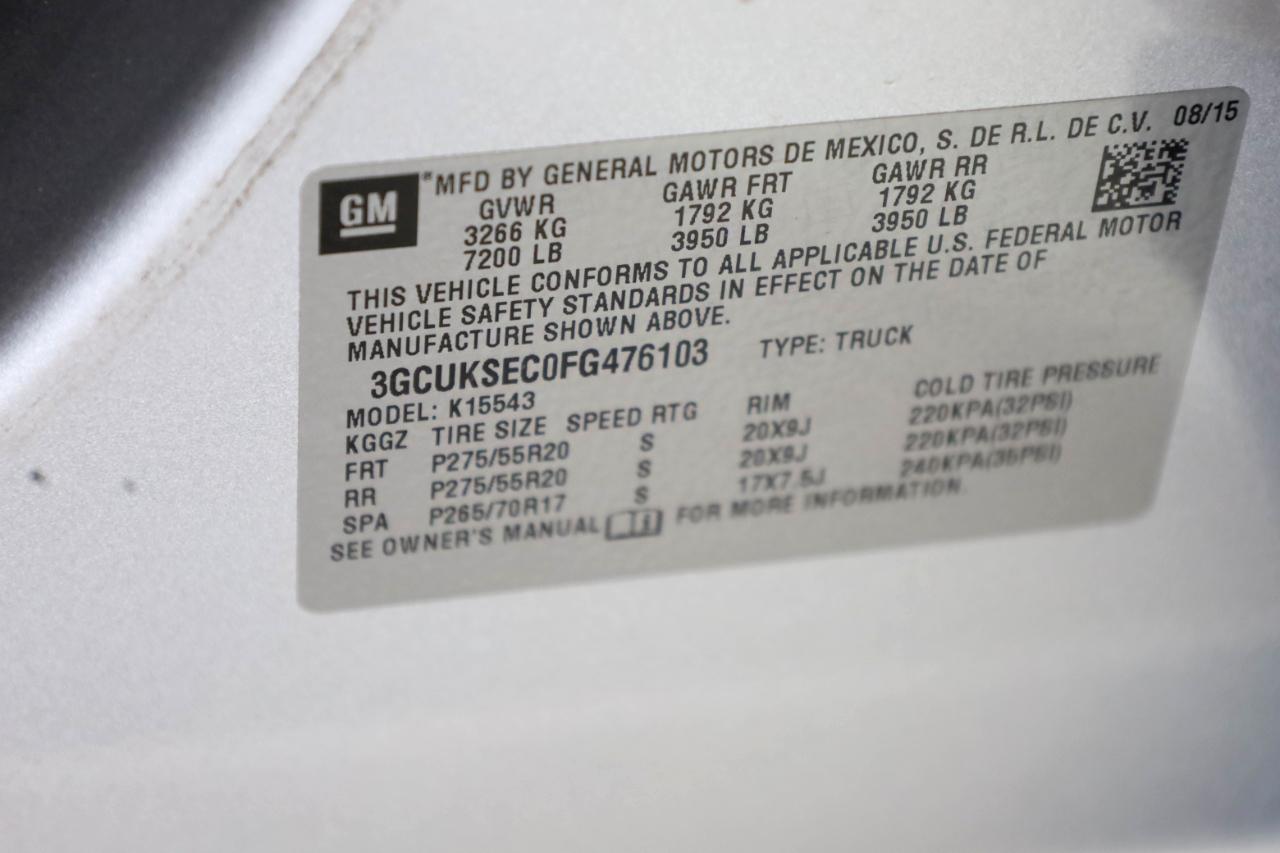 GM
MFD BY GENERAL MOTORS DE MEXICO, S. DE R.L. DE C.V. 08/15
GVWR GAWR FRT GAWR RR
3266 KG 1792 KG 1792 KG
7200 LB 3950 LB 3950 LB
THIS VEHICLE CONFORMS TO ALL APPLICABLE U.S. FEDERAL MOTOR
VEHICLE SAFETY STANDARDS IN EFFECT ON THE DATE OF
MANUFACTURE SHOWN ABOVE.
3GCUKSEC0FG476103 TYPE: TRUCK
MODEL: K15543
KGGZ TIRE SIZE SPEED RTG RIM COLD TIRE PRESSURE
FRT P275/55R20 S 20X9J 220KPA(32PSI)
RR P275/55R20 S 20X9J 220KPA(32PSI)
SPA P265/70R17 S 17X7.5J 240KPA(35PSI)
SEE OWNER'S MANUAL FOR MORE INFORMATION.